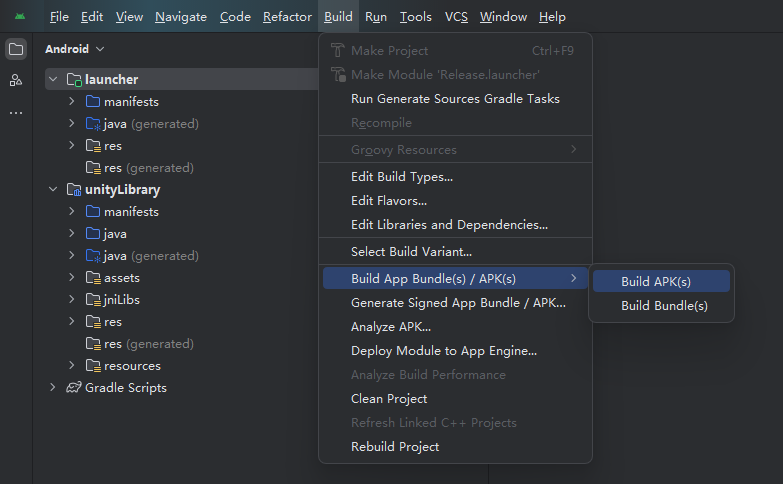 File Edit View Navigate Code Refactor Build Run Tools VCS Window Help
Android
launcher
manifests
java (generated)
res
res (generated)
unityLibrary
manifests
java
java (generated)
assets
jniLibs
res
res (generated)
resources
Gradle Scripts
Make Project Ctrl+F9
Make Module 'Release.launcher'
Run Generate Sources Gradle Tasks
Recompile
Groovy Resources
Edit Build Types...
Edit Flavors...
Edit Libraries and Dependencies...
Select Build Variant...
Build App Bundle(s) / APK(s)
Generate Signed App Bundle / APK...
Analyze APK...
Deploy Module to App Engine...
Analyze Build Performance
Clean Project
Refresh Linked C++ Projects
Rebuild Project
Build APK(s)
Build Bundle(s)